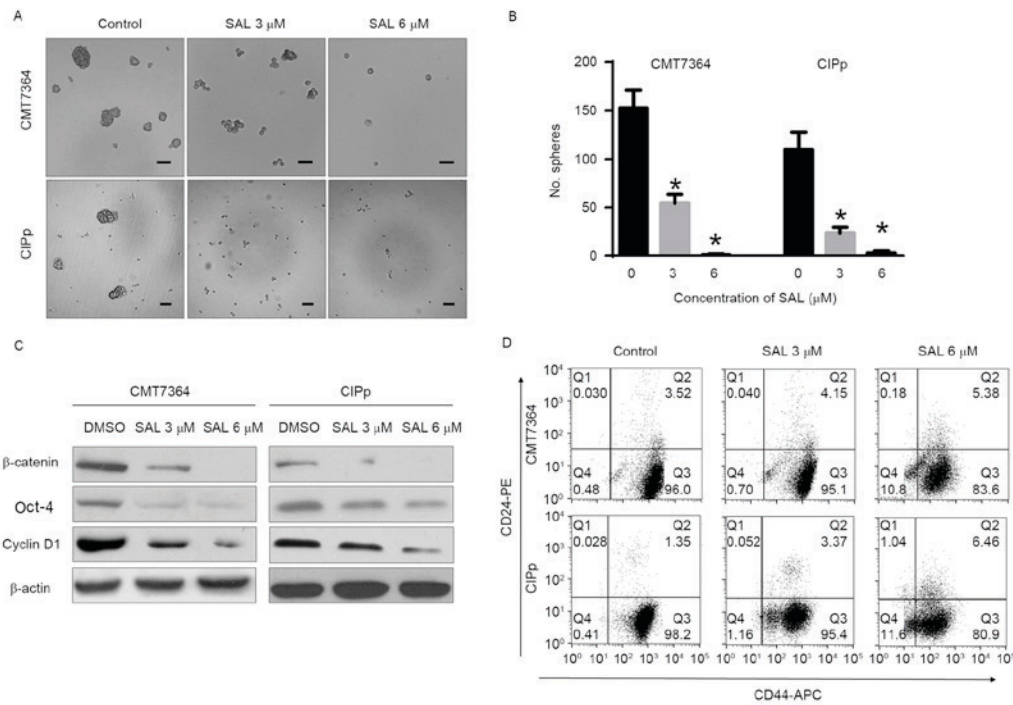 A
Control SAL 3 μM SAL 6 μM
CMT7364
CIPp
B
CMT7364 CIPp
No. spheres
200
150
100
50
0
* * * *
0 3 6 0 3 6
Concentration of SAL (μM)
C
CMT7364 CIPp
DMSO SAL 3 μM SAL 6 μM DMSO SAL 3 μM SAL 6 μM
β-catenin
Oct-4
Cyclin D1
β-actin
D
Control SAL 3 μM SAL 6 μM
CD24-PE
CMT7364
10⁴
10³
10²
10¹
10⁰
Q1 Q2 Q1 Q2 Q1 Q2
0.030 3.52 0.040 4.15 0.18 5.38
Q4 Q3 Q4 Q3 Q4 Q3
0.48 96.0 0.70 95.1 10.8 83.6
CIPp
10⁴
10³
10²
10¹
10⁰
Q1 Q2 Q1 Q2 Q1 Q2
0.028 1.35 0.052 3.37 1.04 6.46
Q4 Q3 Q4 Q3 Q4 Q3
0.41 98.2 1.16 95.4 11.6 80.9
10⁰ 10¹ 10² 10³ 10⁴ 10⁵ 10⁰ 10¹ 10² 10³ 10⁴ 10⁵ 10⁰ 10¹ 10² 10³ 10⁴ 10⁵
CD44-APC